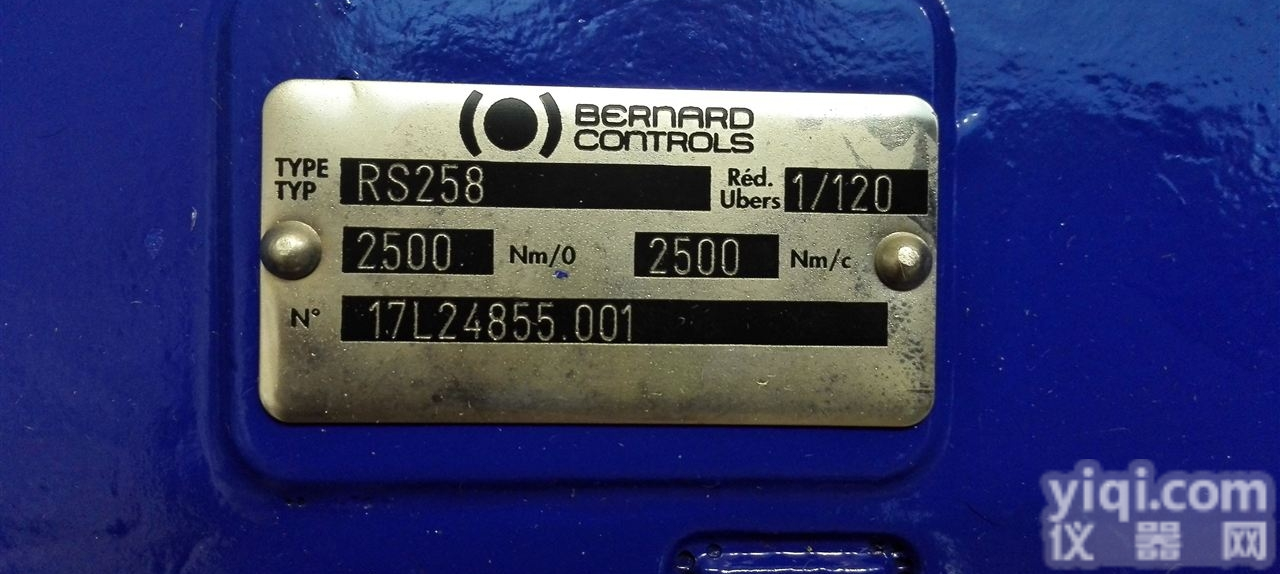 BERNARD
CONTROLS
TYPE
TYP
RS258
Réd.
Ubers
1/120
2500 Nm/0 2500 Nm/c
N° 17L24855.001
yiqi.com
仪器网